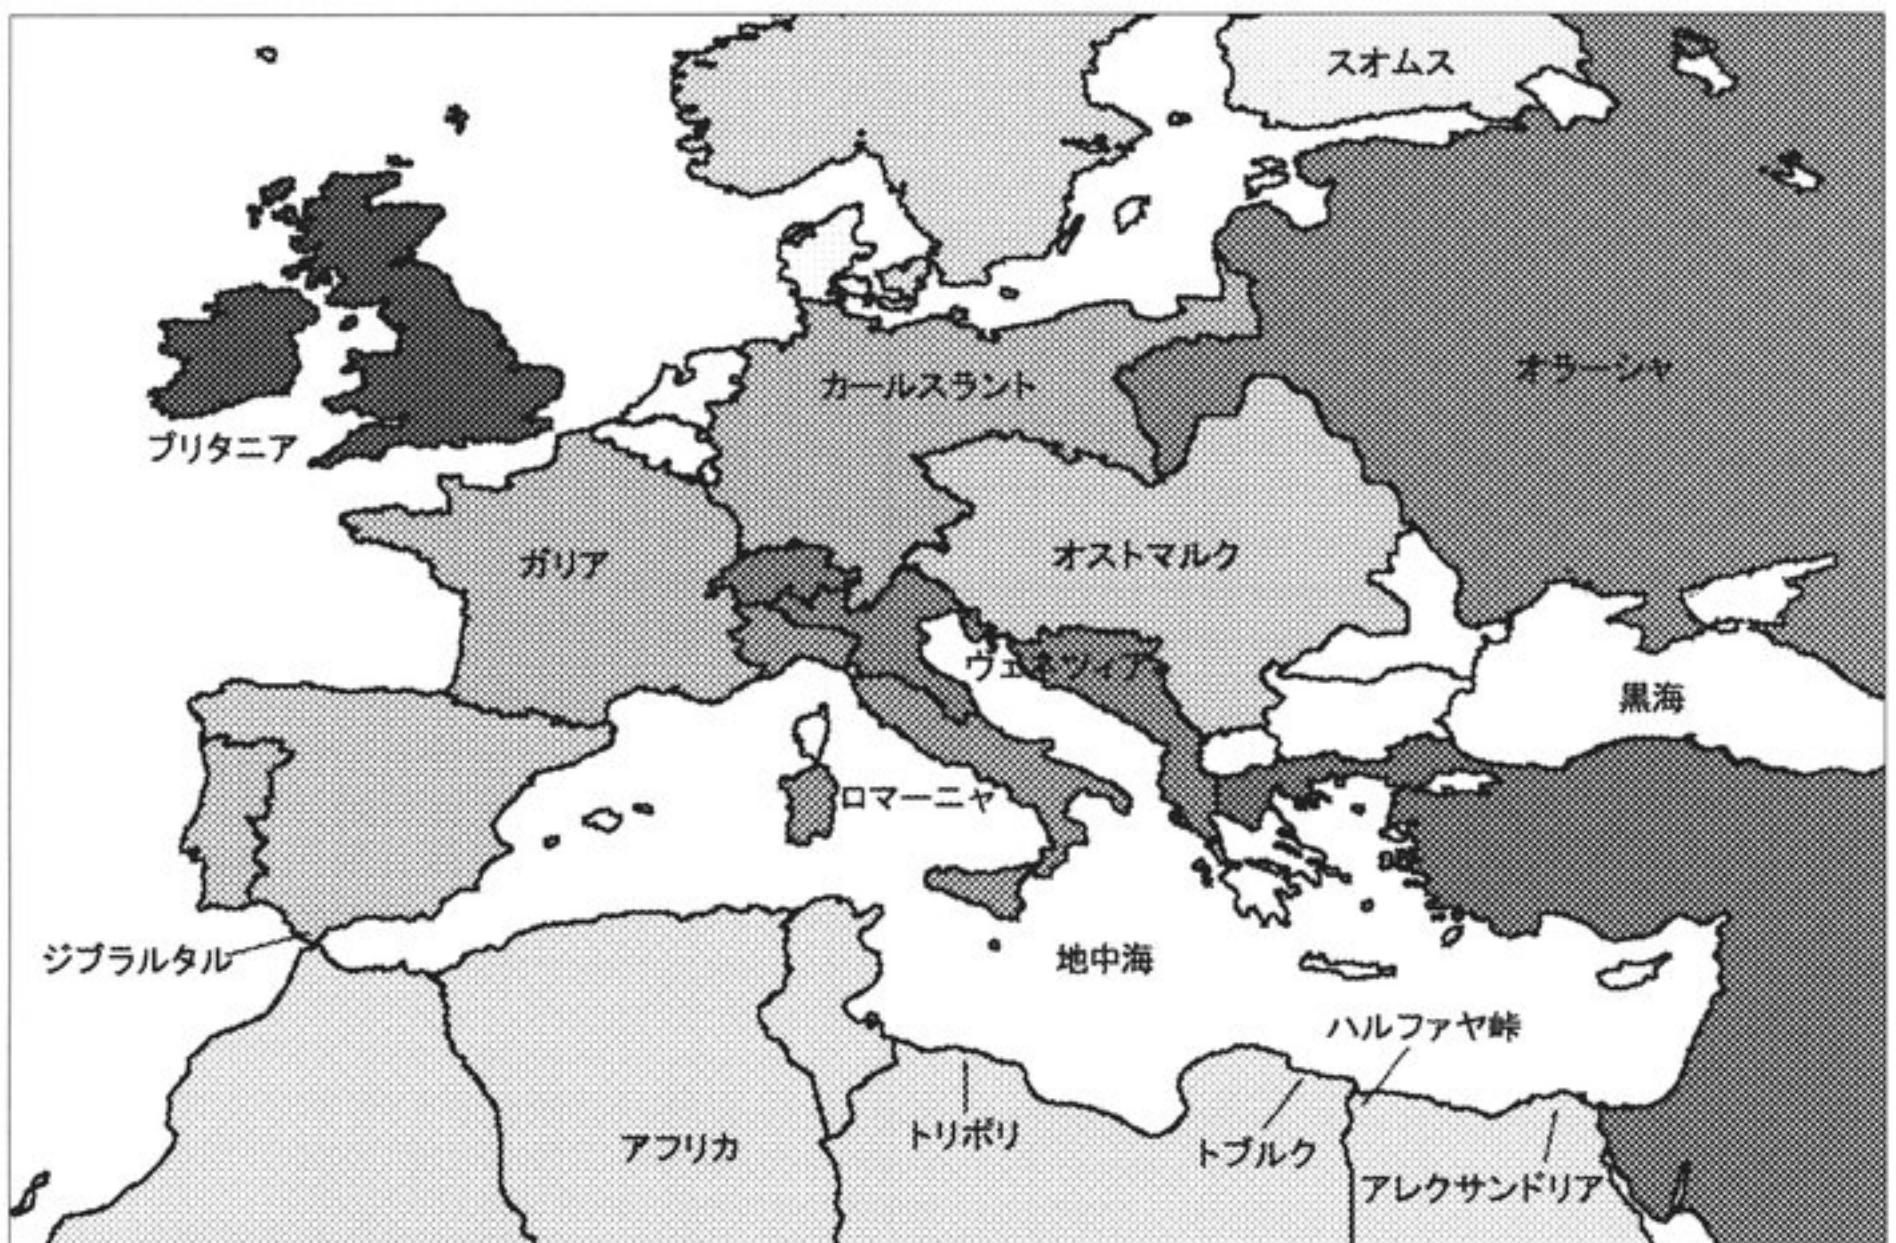 スオムス
オラーシャ
カールスラント
ブリタニア
ガリア
オストマルク
ヴェネツィア
黒海
ロマーニャ
ジブラルタル
地中海
ハルファヤ峠
トリポリ
アフリカ
トブルク
アレクサンドリア